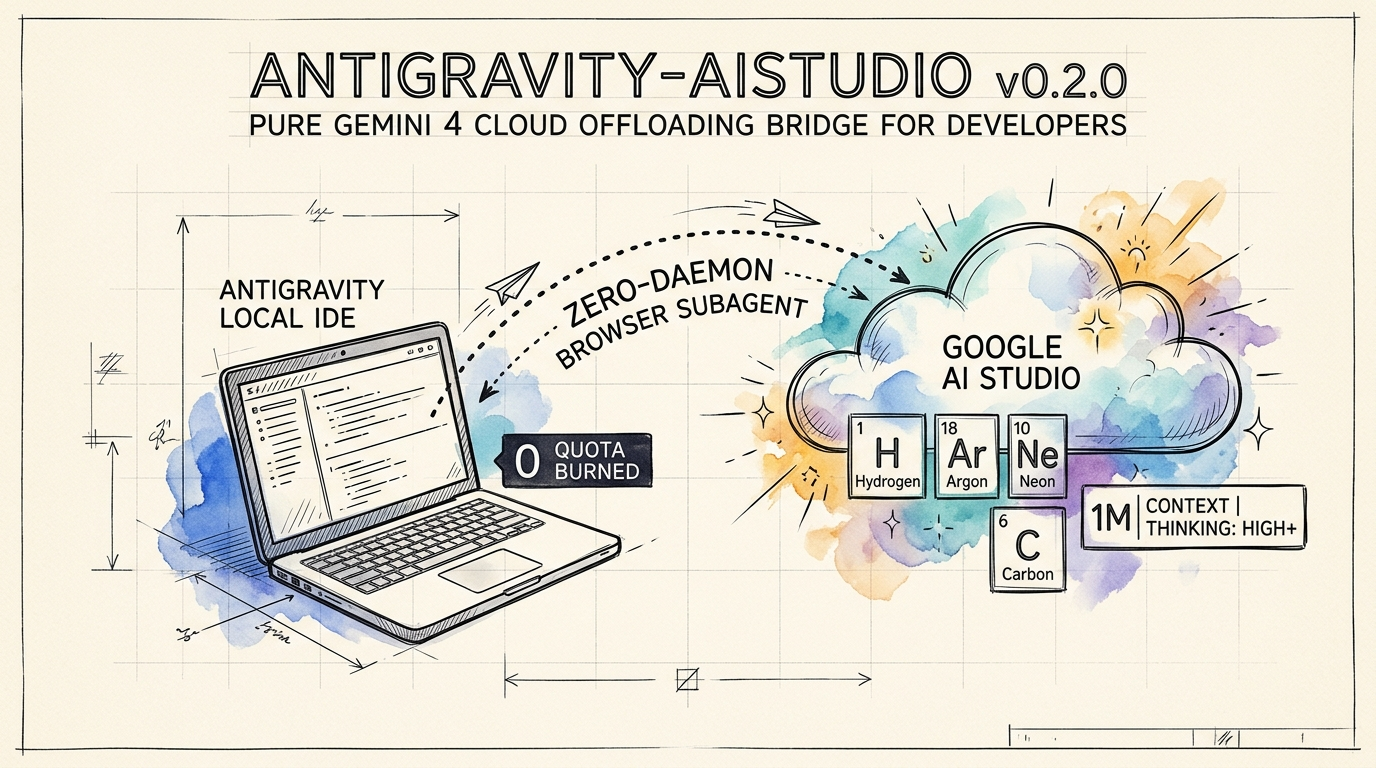 ANTIGRAVITY-AISTUDIO v0.2.0
PURE GEMINI 4 CLOUD OFFLOADING BRIDGE FOR DEVELOPERS
ANTIGRAVITY
LOCAL IDE
ZERO-DAEMON
BROWSER SUBAGENT
0 QUOTA
BURNED
GOOGLE
AI STUDIO
1
H
Hydrogen
18
Ar
Argon
10
Ne
Neon
6
C
Carbon
1M CONTEXT |
THINKING: HIGH+